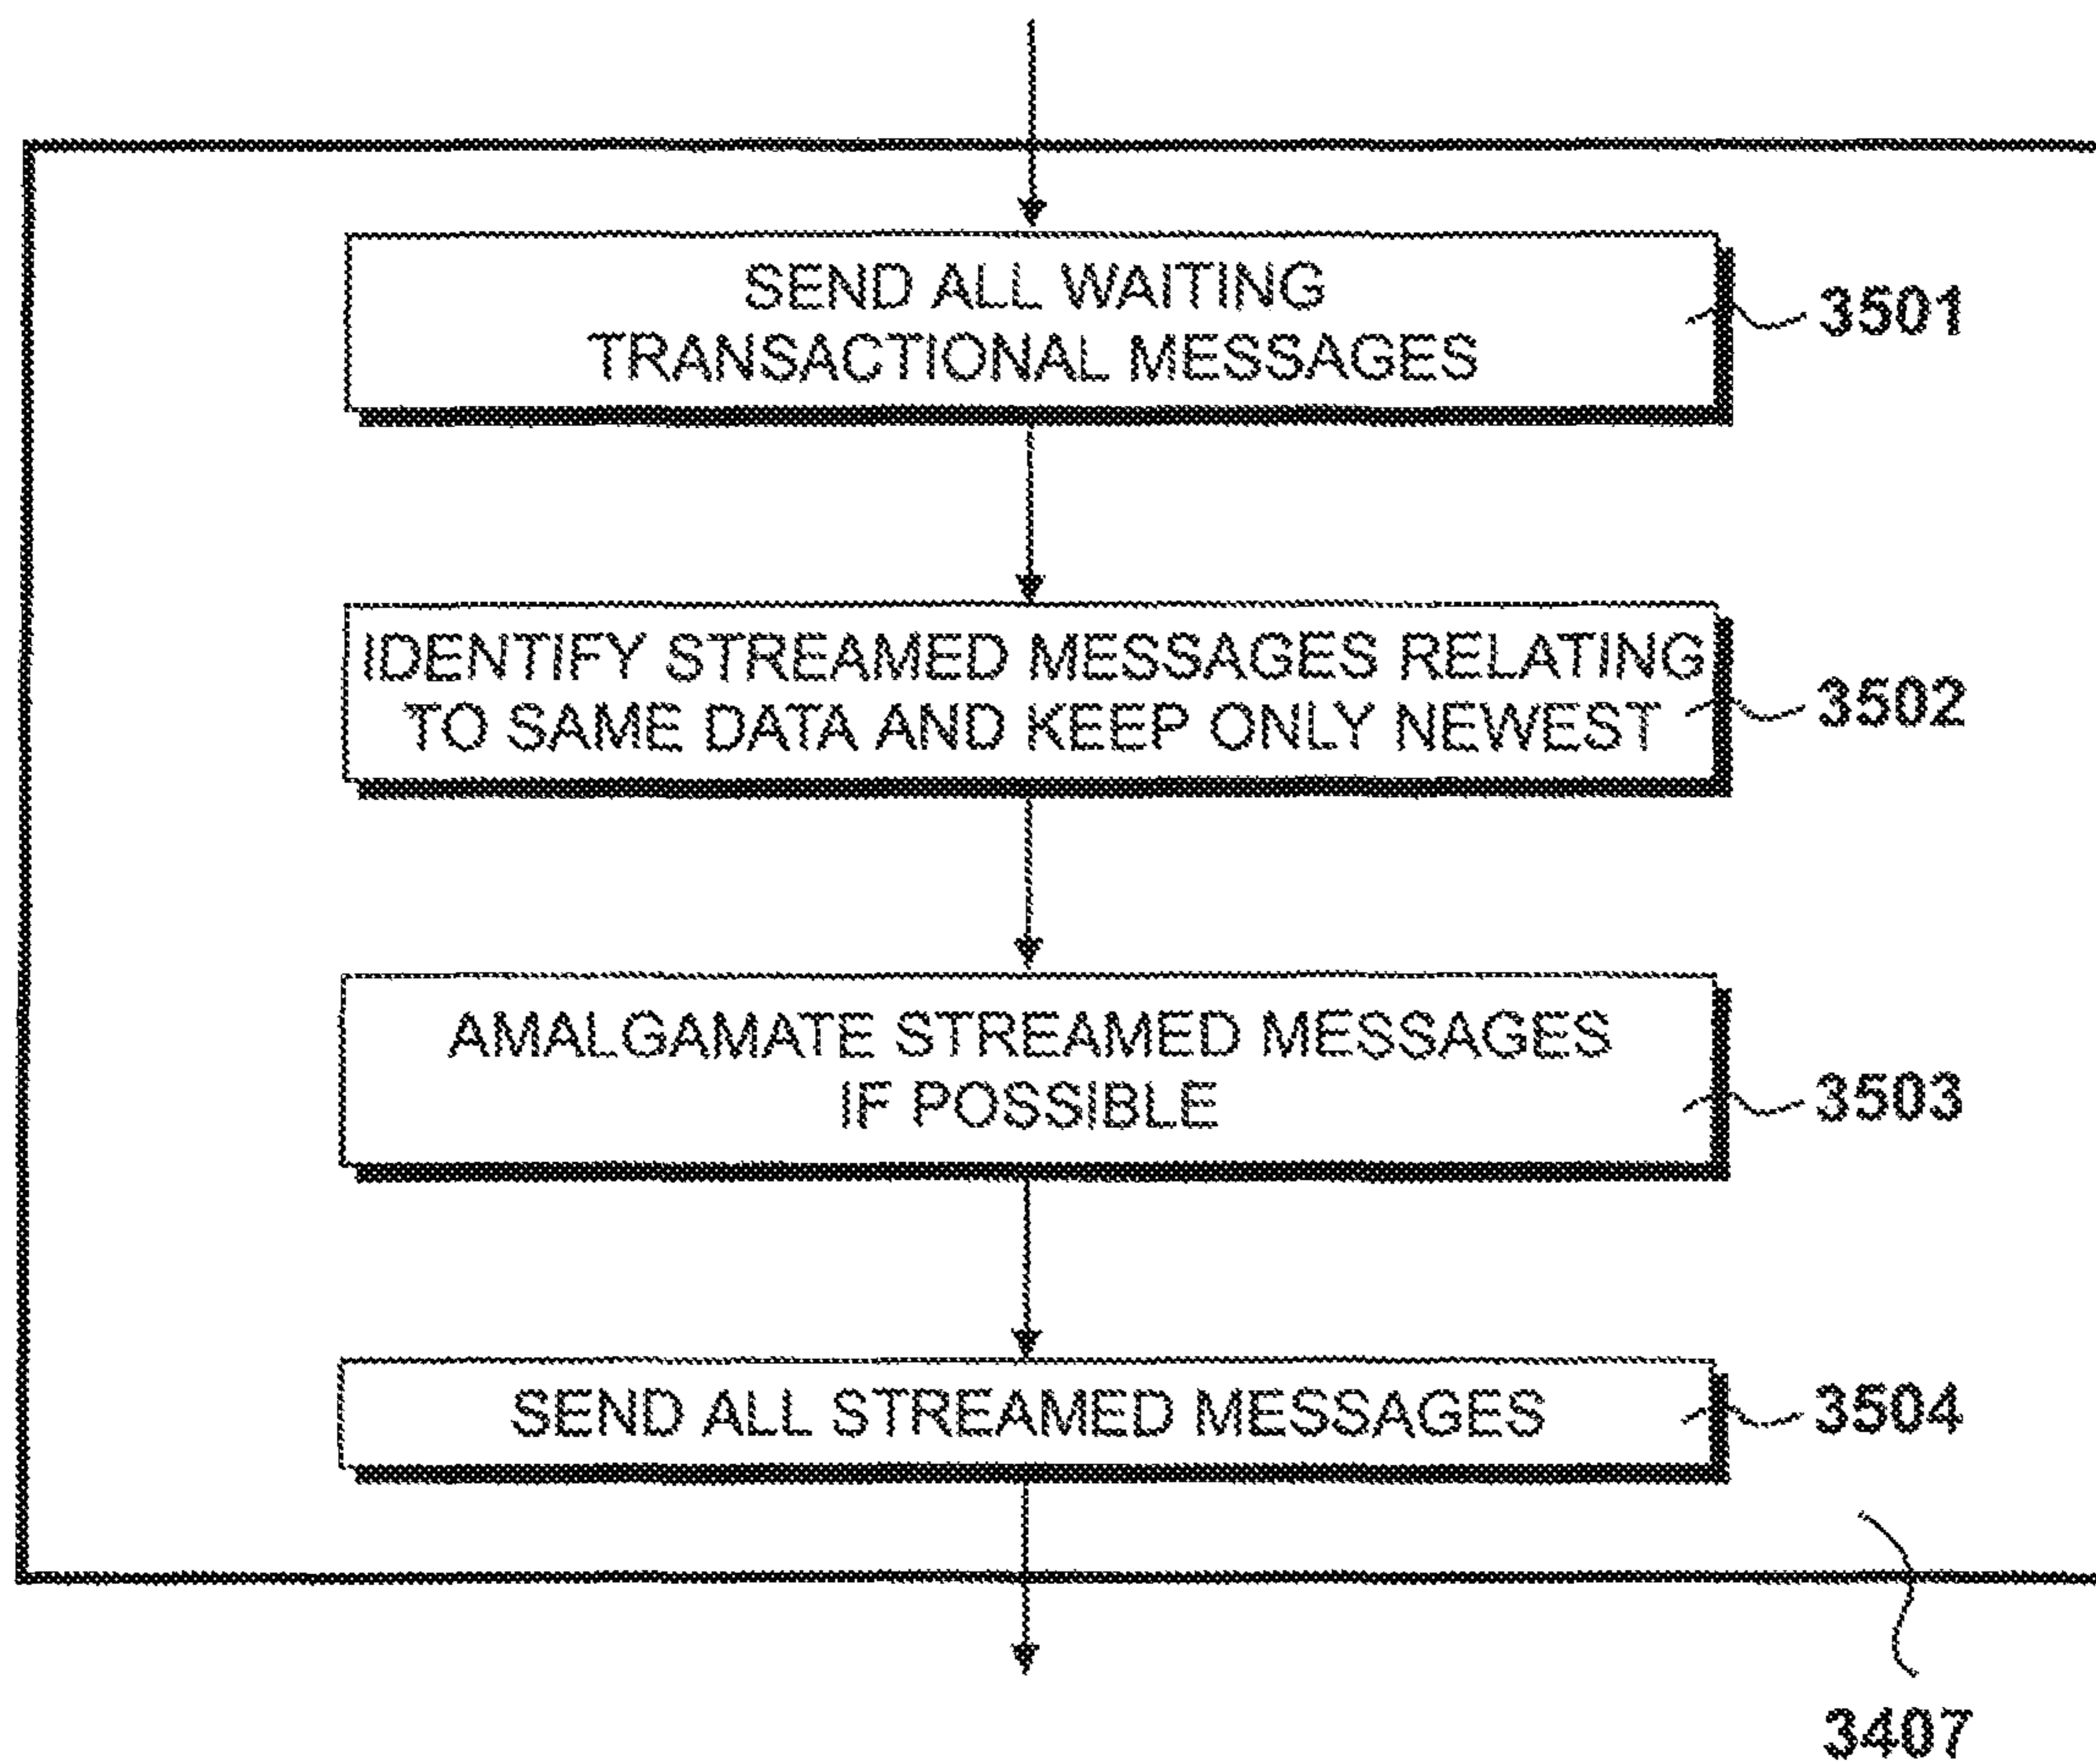 SEND ALL WAITING
TRANSACTIONAL MESSAGES
3501
IDENTIFY STREAMED MESSAGES RELATING
TO SAME DATA AND KEEP ONLY NEWEST
3502
AMALGAMATE STREAMED MESSAGES
IF POSSIBLE
3503
SEND ALL STREAMED MESSAGES
3504
3407